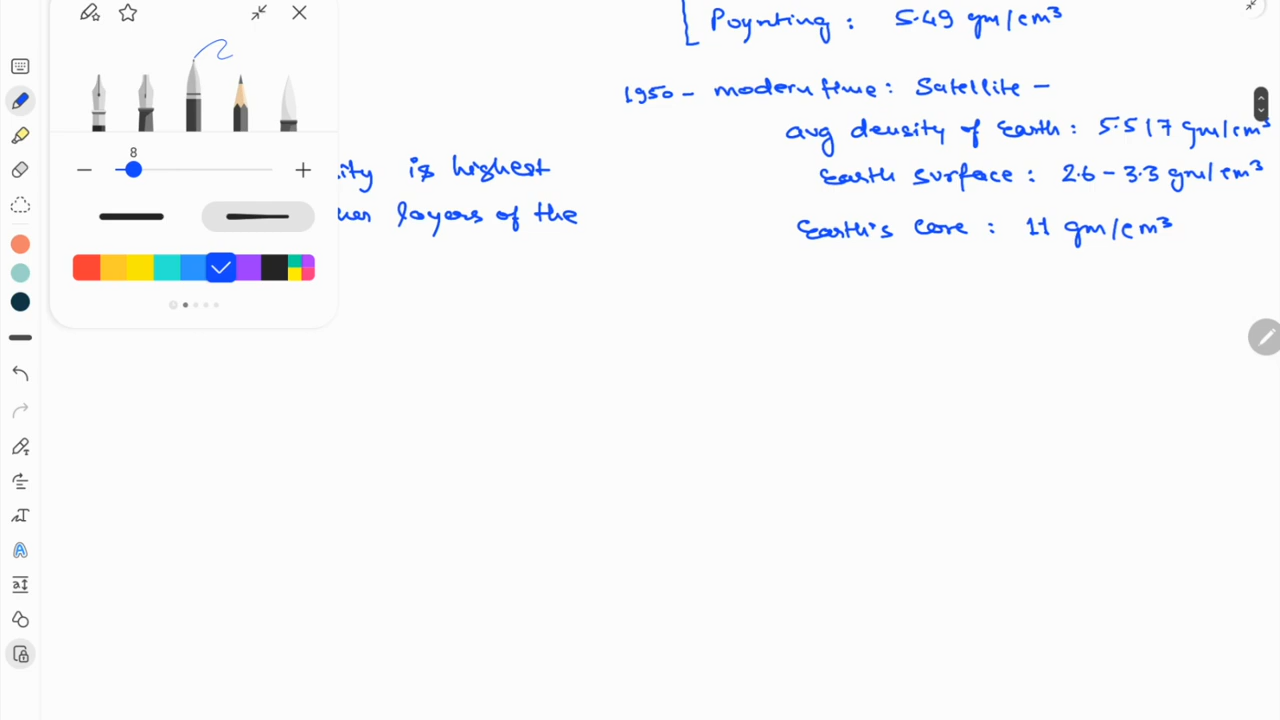 Poynting : 5.49 gm/cm³
1950 - modern time : Satellite -
avg density of Earth : 5.517 gm/cm³
Earth surface : 2.6 - 3.3 gm/cm³
is highest
layers of the
Earth's core : 11 gm/cm³
8